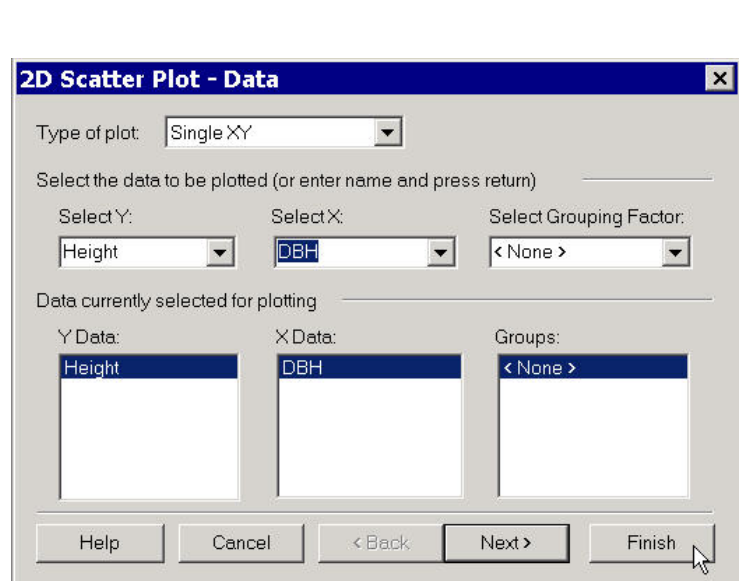 2D Scatter Plot - Data
Type of plot: Single XY
Select the data to be plotted (or enter name and press return)
Select Y: Select X: Select Grouping Factor:
Height DBH < None >
Data currently selected for plotting
Y Data: X Data: Groups:
Height DBH < None >
Help Cancel < Back Next > Finish